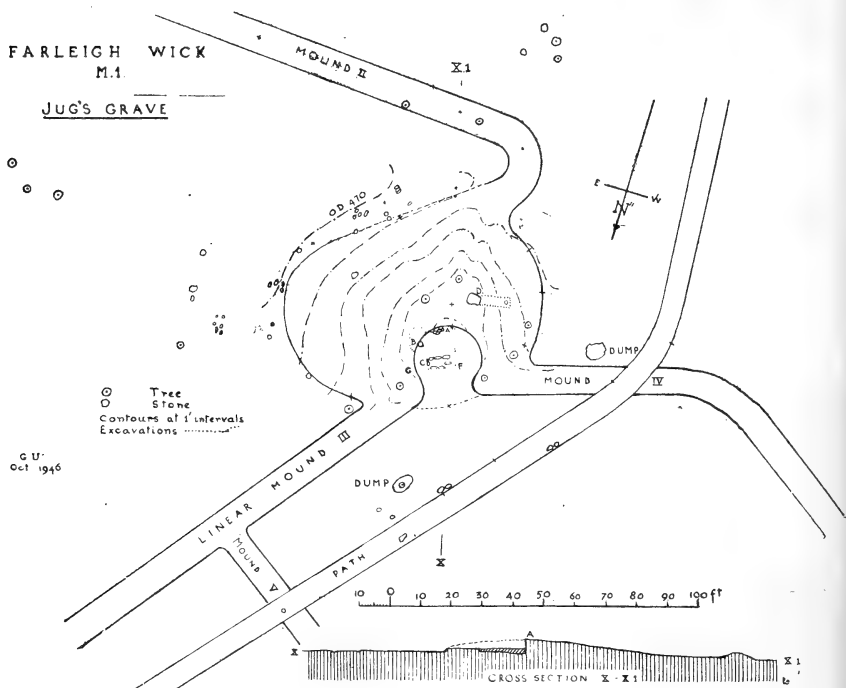 FARLEIGH WICK
M.1.
JUG'S GRAVE
MOUND II
X.1
OD 470
E
W
N
B
D
A
B
C
F
G
DUMP
MOUND IV
Tree
Stone
Contours at 1' intervals
Excavations
G U.
Oct 1946
LINEAR MOUND III
DUMP
MOUND V
PATH
X
10 0 10 20 30 40 50 60 70 80 90 100 ft
A
X
X1
CROSS SECTION X-X1